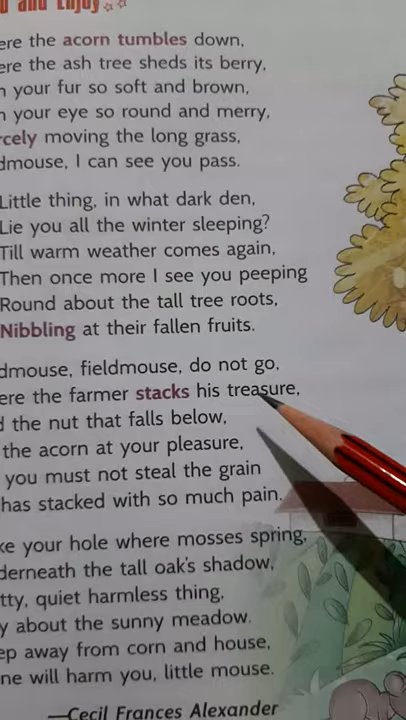 and Enjoy
ere the acorn tumbles down,
ere the ash tree sheds its berry,
your fur so soft and brown,
your eye so round and merry,
rcely moving the long grass,
dmouse, I can see you pass.
Little thing, in what dark den,
Lie you all the winter sleeping?
Till warm weather comes again,
Then once more I see you peeping
Round about the tall tree roots,
Nibbling at their fallen fruits.
dmouse, fieldmouse, do not go,
ere the farmer stacks his treasure,
the nut that falls below,
the acorn at your pleasure,
you must not steal the grain
has stacked with so much pain.
ke your hole where mosses spring,
derneath the tall oak's shadow,
tty, quiet harmless thing,
y about the sunny meadow.
ep away from corn and house,
ne will harm you, little mouse.
—Cecil Frances Alexander